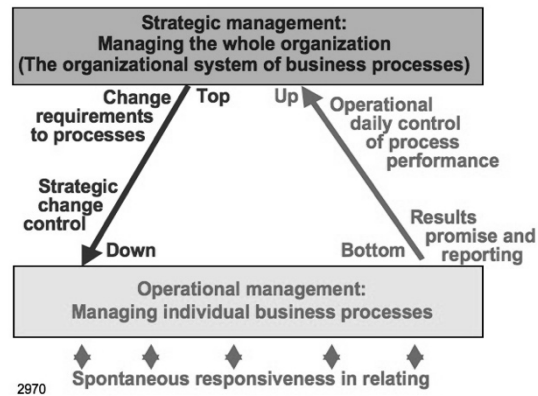 Strategic management:
Managing the whole organization
(The organizational system of business processes)
Change
requirements
to processes
Top
Up
Operational
daily control
of process
performance
Strategic
change
control
Down
Bottom
Results
promise and
reporting
Operational management:
Managing individual business processes
Spontaneous responsiveness in relating
2970